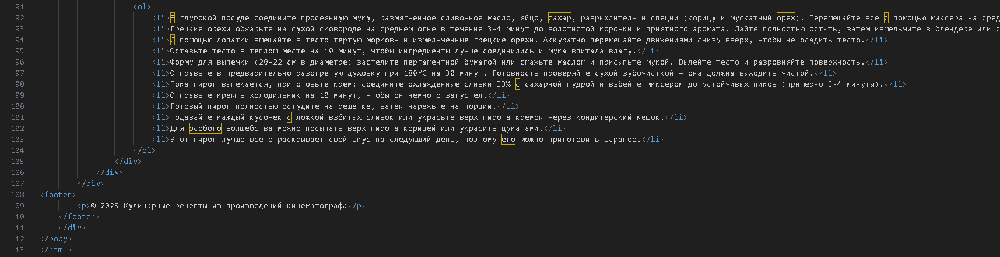 91 <ol>
92 <li>В глубокой посуде соедините просеянную муку, размягченное сливочное масло, яйцо, сахар, разрыхлитель и специи (корицу и мускатный орех). Перемешайте все с помощью миксера на сред
93 <li>Грецкие орехи обжарьте на сухой сковороде на среднем огне в течение 3-4 минут до золотистой корочки и приятного аромата. Дайте полностью остыть, затем измельчите в блендере или с
94 <li>С помощью лопатки вмешайте в тесто тертую морковь и измельченные грецкие орехи. Аккуратно перемешайте движениями снизу вверх, чтобы не осадить тесто.</li>
95 <li>Оставьте тесто в теплом месте на 10 минут, чтобы ингредиенты лучше соединились и мука впитала влагу.</li>
96 <li>Форму для выпечки (20-22 см в диаметре) застелите пергаментной бумагой или смажьте маслом и присыпьте мукой. Вылейте тесто и разровняйте поверхность.</li>
97 <li>Отправьте в предварительно разогретую духовку при 180°C на 30 минут. Готовность проверяйте сухой зубочисткой — она должна выходить чистой.</li>
98 <li>Пока пирог выпекается, приготовьте крем: соедините охлажденные сливки 33% с сахарной пудрой и взбейте миксером до устойчивых пиков (примерно 3-4 минуты).</li>
99 <li>Отправьте крем в холодильник на 10 минут, чтобы он немного загустел.</li>
100 <li>Готовый пирог полностью остудите на решетке, затем нарежьте на порции.</li>
101 <li>Подавайте каждый кусочек с ложкой взбитых сливок или украсьте верх пирога кремом через кондитерский мешок.</li>
102 <li>Для особого волшебства можно посыпать верх пирога корицей или украсить цукатами.</li>
103 <li>Этот пирог лучше всего раскрывает свой вкус на следующий день, поэтому его можно приготовить заранее.</li>
104 </ol>
105 </div>
106 </div>
107 </div>
108 <footer>
109 <p>© 2025 Кулинарные рецепты из произведений кинематографа</p>
110 </footer>
111 </div>
112 </body>
113 </html>